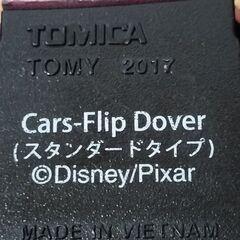 TOMICA
TOMY 2017
Cars-Flip Dover
(スタンダードタイプ)
©Disney/Pixar
MADE IN VIETNAM